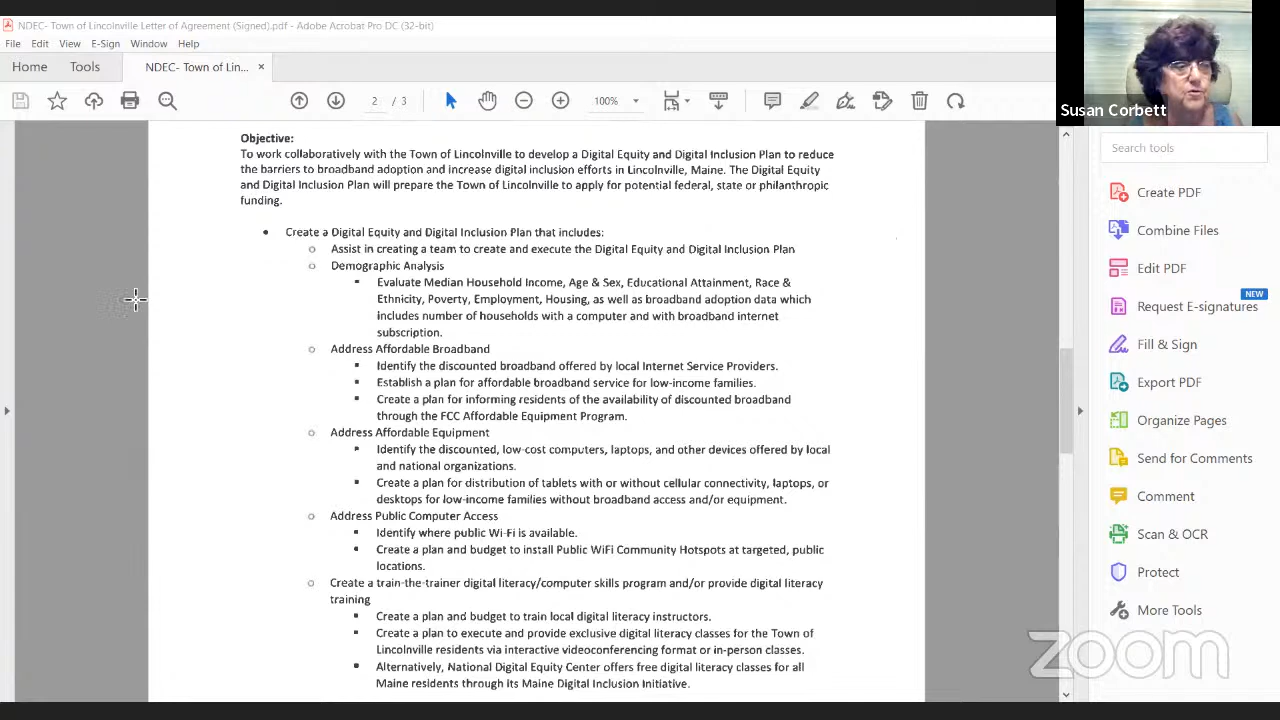 NDEC- Town of Lincolnville Letter of Agreement (Signed).pdf - Adobe Acrobat Pro DC (32-bit)
File Edit View E-Sign Window Help
Home Tools NDEC- Town of Lin... ×
2 / 3 100%
Susan Corbett
Objective:
To work collaboratively with the Town of Lincolnville to develop a Digital Equity and Digital Inclusion Plan to reduce
the barriers to broadband adoption and increase digital inclusion efforts in Lincolnville, Maine. The Digital Equity
and Digital Inclusion Plan will prepare the Town of Lincolnville to apply for potential federal, state or philanthropic
funding.
• Create a Digital Equity and Digital Inclusion Plan that includes:
o Assist in creating a team to create and execute the Digital Equity and Digital Inclusion Plan
o Demographic Analysis
▪ Evaluate Median Household Income, Age & Sex, Educational Attainment, Race &
Ethnicity, Poverty, Employment, Housing, as well as broadband adoption data which
includes number of households with a computer and with broadband internet
subscription.
o Address Affordable Broadband
▪ Identify the discounted broadband offered by local Internet Service Providers.
▪ Establish a plan for affordable broadband service for low-income families.
▪ Create a plan for informing residents of the availability of discounted broadband
through the FCC Affordable Equipment Program.
o Address Affordable Equipment
▪ Identify the discounted, low-cost computers, laptops, and other devices offered by local
and national organizations.
▪ Create a plan for distribution of tablets with or without cellular connectivity, laptops, or
desktops for low-income families without broadband access and/or equipment.
o Address Public Computer Access
▪ Identify where public Wi-Fi is available.
▪ Create a plan and budget to install Public WiFi Community Hotspots at targeted, public
locations.
o Create a train-the-trainer digital literacy/computer skills program and/or provide digital literacy
training
▪ Create a plan and budget to train local digital literacy instructors.
▪ Create a plan to execute and provide exclusive digital literacy classes for the Town of
Lincolnville residents via interactive videoconferencing format or in-person classes.
▪ Alternatively, National Digital Equity Center offers free digital literacy classes for all
Maine residents through its Maine Digital Inclusion Initiative.
Search tools
Create PDF
Combine Files
Edit PDF
NEW
Request E-signatures
Fill & Sign
Export PDF
Organize Pages
Send for Comments
Comment
Scan & OCR
Protect
More Tools
zoom